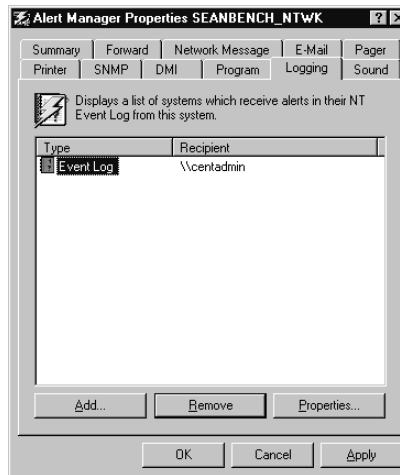 Alert Manager Properties SEANBENCH_NTWK
Summary Forward Network Message E-Mail Pager
Printer SNMP DMI Program Logging Sound
Displays a list of systems which receive alerts in their NT
Event Log from this system.
Type Recipient
Event Log \\centadmin
Add... Remove Properties...
OK Cancel Apply